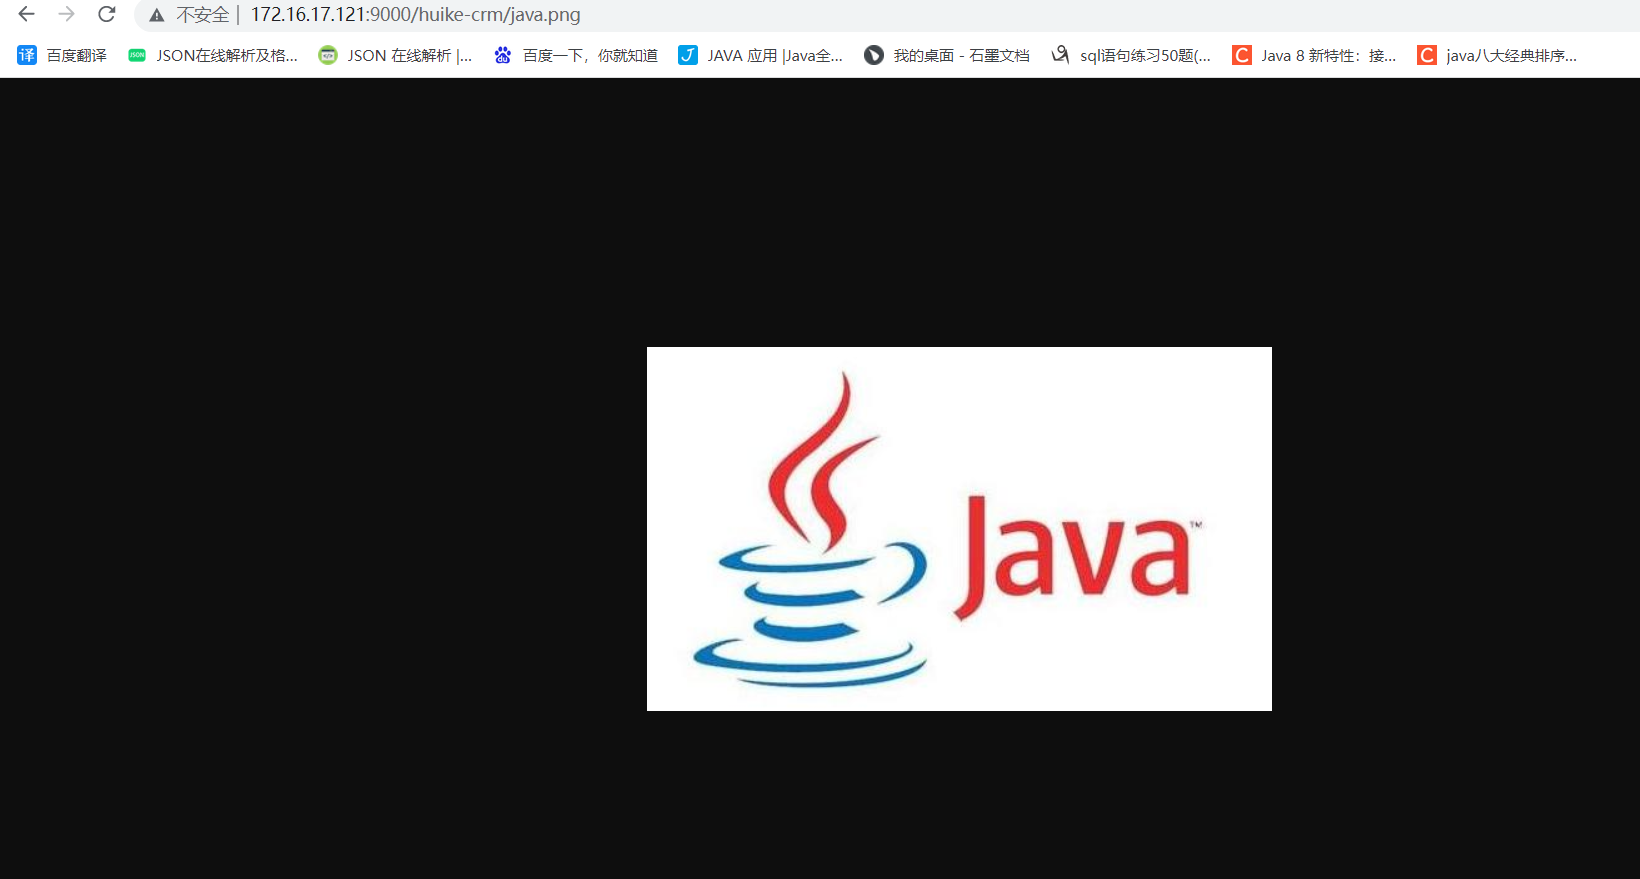 不安全 | 172.16.17.121:9000/huike-crm/java.png
译 百度翻译 JSON JSON在线解析及格... </> JSON 在线解析 |... du 百度一下，你就知道 J JAVA 应用 |Java全... 我的桌面 - 石墨文档 sql语句练习50题(... C Java 8 新特性：接... C java八大经典排序...
Java™